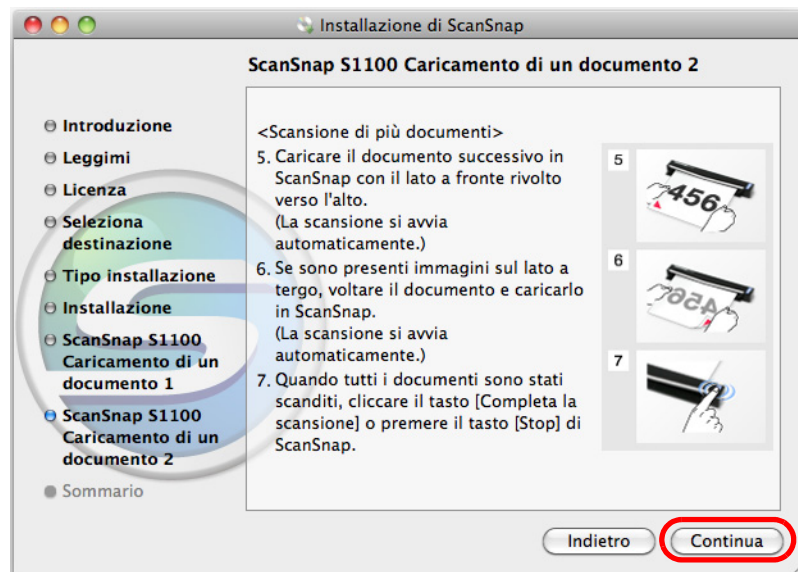 Installazione di ScanSnap
ScanSnap S1100 Caricamento di un documento 2
Introduzione
Leggimi
Licenza
Seleziona
destinazione
Tipo installazione
Installazione
ScanSnap S1100
Caricamento di un
documento 1
ScanSnap S1100
Caricamento di un
documento 2
Sommario
<Scansione di più documenti>
5. Caricare il documento successivo in
ScanSnap con il lato a fronte rivolto
verso l'alto.
(La scansione si avvia
automaticamente.)
6. Se sono presenti immagini sul lato a
tergo, voltare il documento e caricarlo
in ScanSnap.
(La scansione si avvia
automaticamente.)
7. Quando tutti i documenti sono stati
scanditi, cliccare il tasto [Completa la
scansione] o premere il tasto [Stop] di
ScanSnap.
5
456
6
456
7
Indietro
Continua